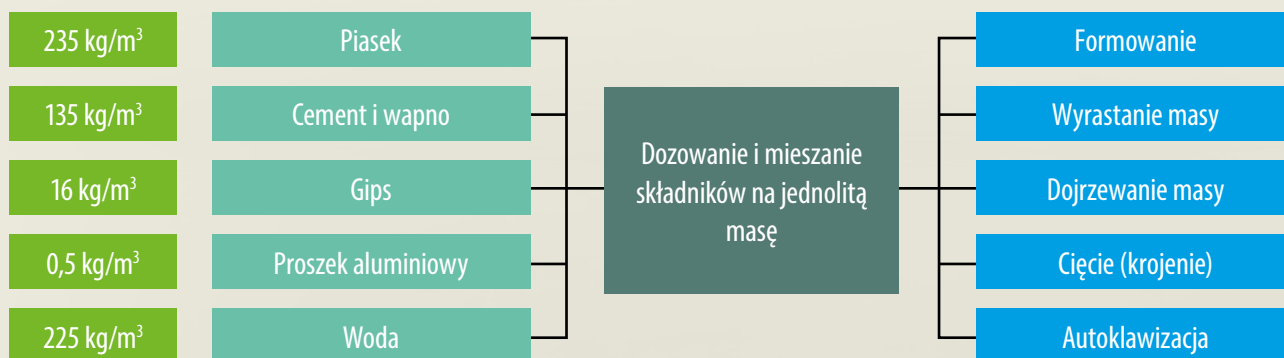 235 kg/m³ Piasek
135 kg/m³ Cement i wapno
16 kg/m³ Gips
0,5 kg/m³ Proszek aluminiowy
225 kg/m³ Woda
Dozowanie i mieszanie
składników na jednolitą
masę
Formowanie
Wyrastanie masy
Dojrzewanie masy
Cięcie (krojenie)
Autoklawizacja